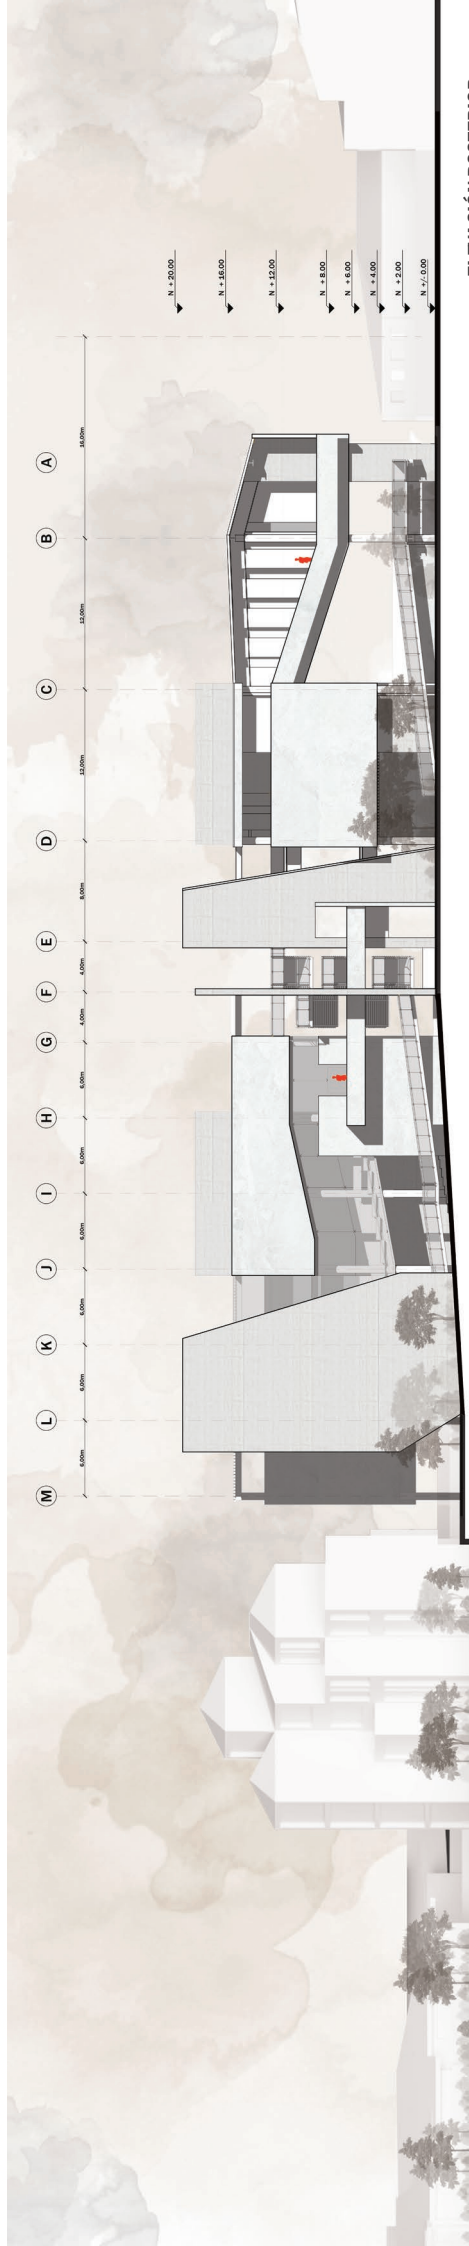 M L K J I H G F E D C B A
6,00m 6,00m 6,00m 6,00m 6,00m 6,00m 4,00m 4,00m 8,00m 12,00m 12,00m 16,00m
N + 20.00
N + 16.00
N + 12.00
N + 8.00
N + 6.00
N + 4.00
N + 2.00
N +/- 0.00